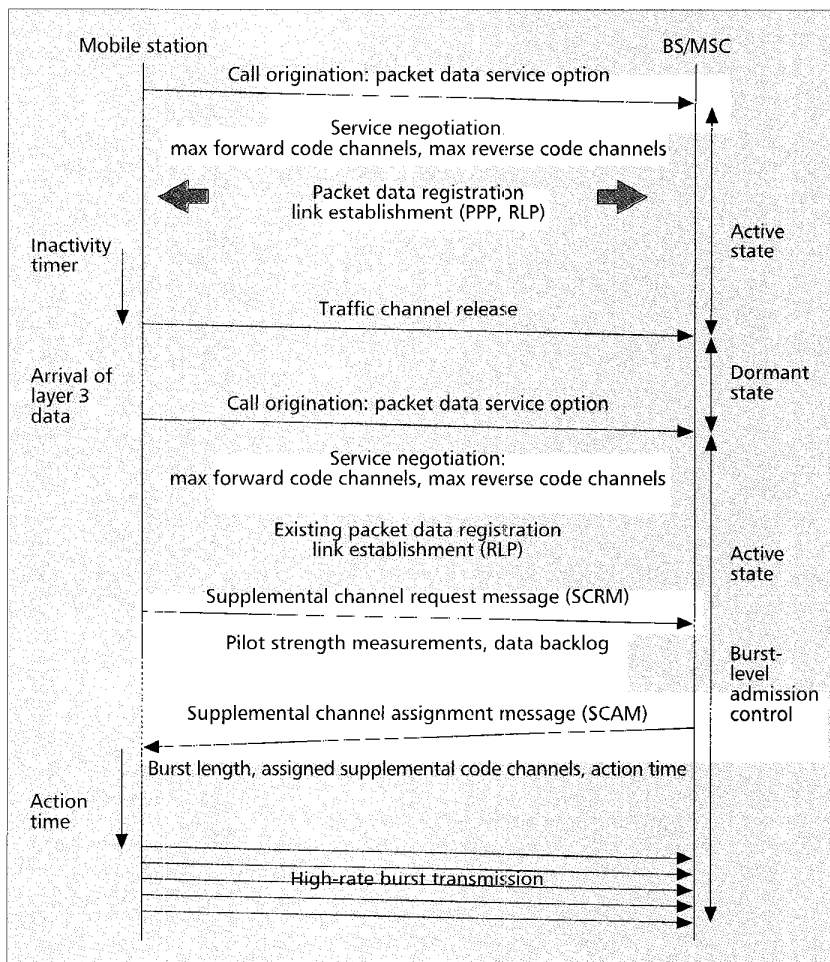 Mobile station
BS/MSC
Call origination: packet data service option
Service negotiation
max forward code channels, max reverse code channels
Packet data registration
link establishment (PPP, RLP)
Inactivity
timer
Active
state
Traffic channel release
Arrival of
layer 3
data
Dormant
state
Call origination: packet data service option
Service negotiation:
max forward code channels, max reverse code channels
Existing packet data registration
link establishment (RLP)
Active
state
Supplemental channel request message (SCRM)
Pilot strength measurements, data backlog
Burst-
level
admission
control
Supplemental channel assignment message (SCAM)
Burst length, assigned supplemental code channels, action time
Action
time
High-rate burst transmission